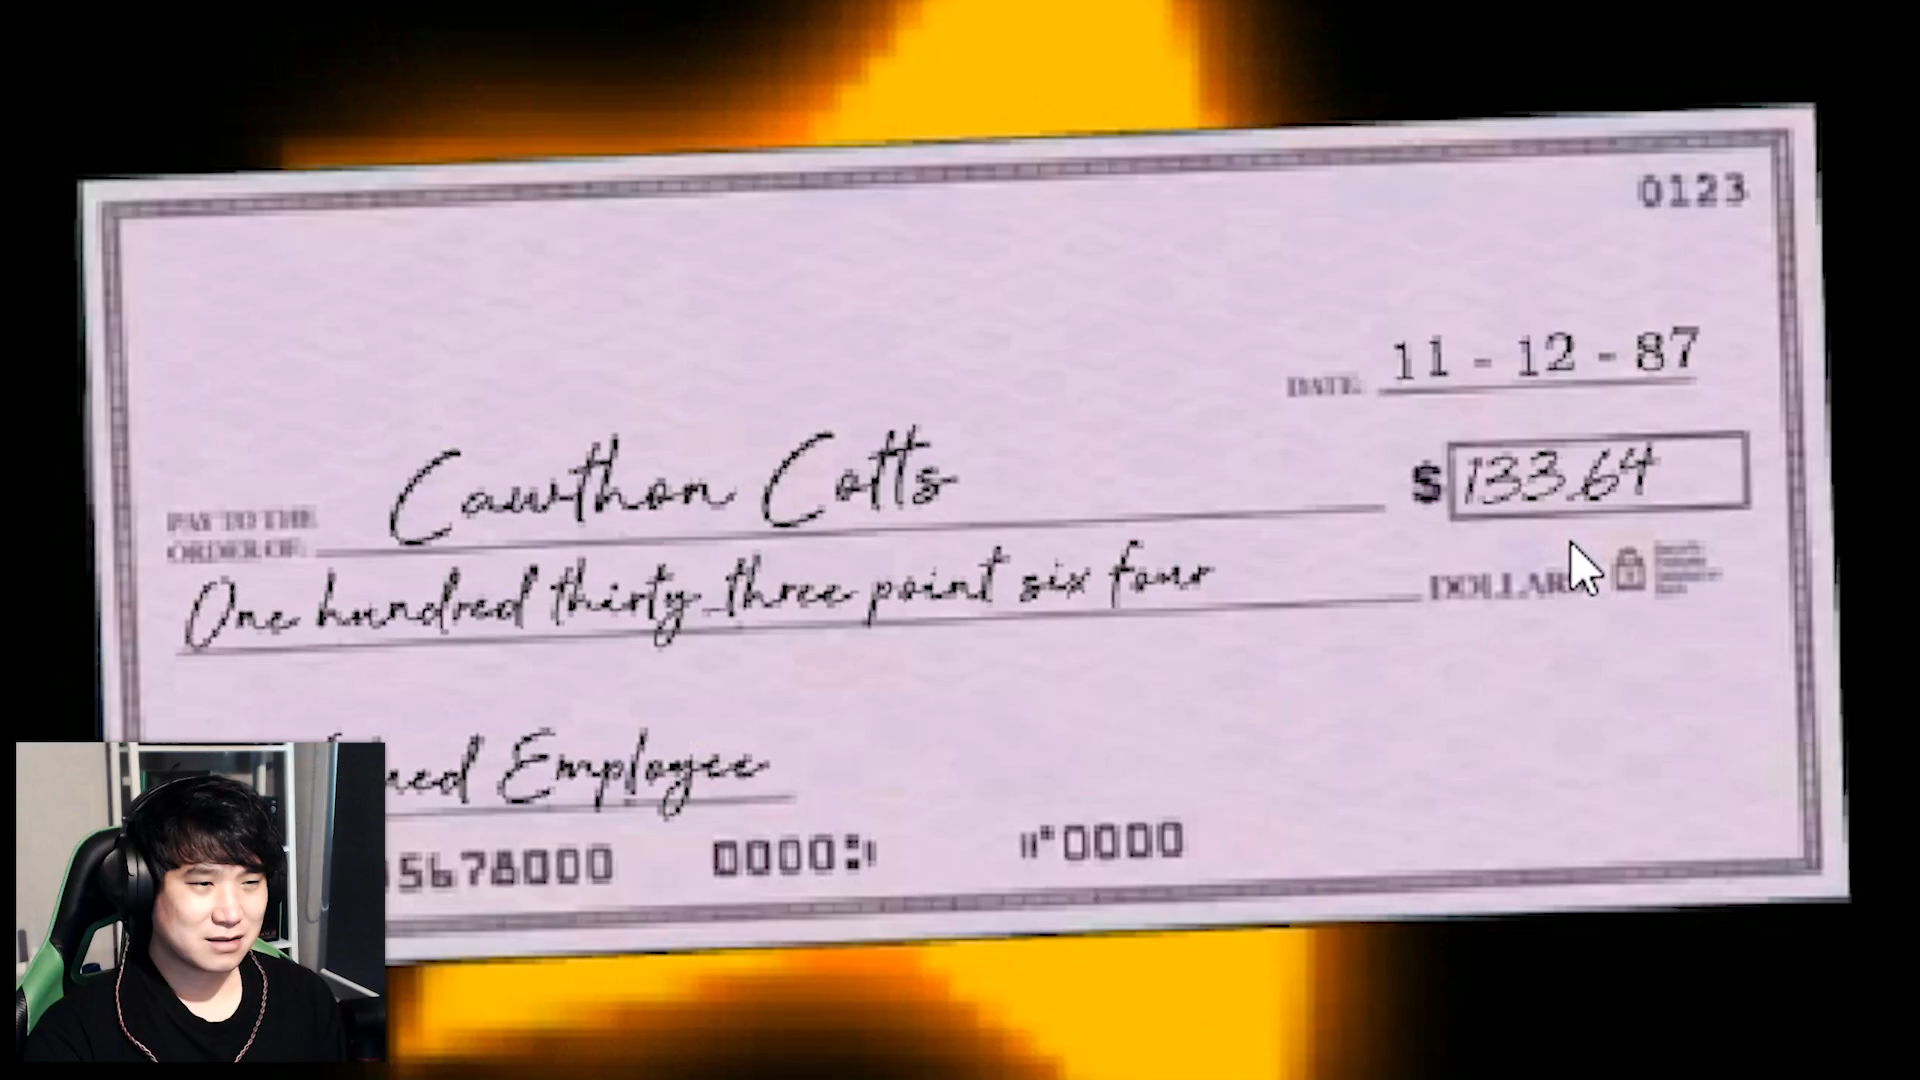 0123
DATE: 11 - 12 - 87
Cawthon Cotts
$ 133.64
PAY TO THE
ORDER OF:
One hundred thirty-three point six four
DOLLAR
Employee
5678000 0000⑆ ⑈0000